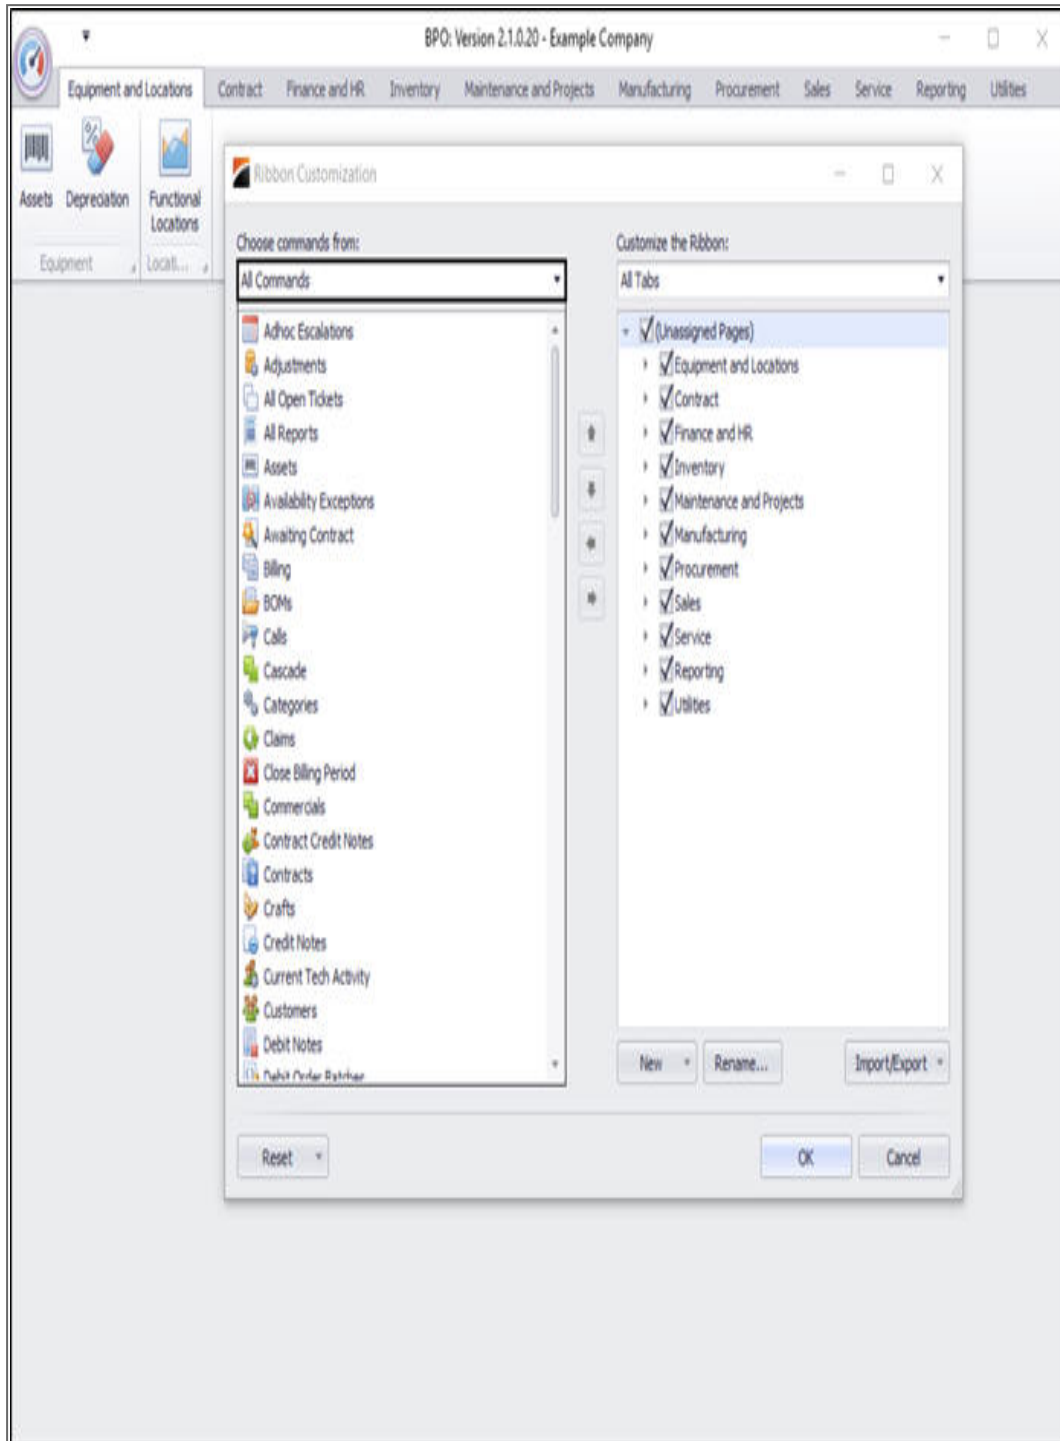 BPO: Version 2.1.0.20 - Example Company
Equipment and Locations Contract Finance and HR Inventory Maintenance and Projects Manufacturing Procurement Sales Service Reporting Utilities
Assets Depreciation Functional
Locations
Equipment Locati...
Ribbon Customization
Choose commands from:
All Commands
Adhoc Escalations
Adjustments
All Open Tickets
All Reports
Assets
Availability Exceptions
Awaiting Contract
Billing
BOMs
Calls
Cascade
Categories
Claims
Close Billing Period
Commercials
Contract Credit Notes
Contracts
Crafts
Credit Notes
Current Tech Activity
Customers
Debit Notes
Debit Order Batches
Customize the Ribbon:
All Tabs
(Unassigned Pages)
Equipment and Locations
Contract
Finance and HR
Inventory
Maintenance and Projects
Manufacturing
Procurement
Sales
Service
Reporting
Utilities
New Rename... Import/Export
Reset OK Cancel